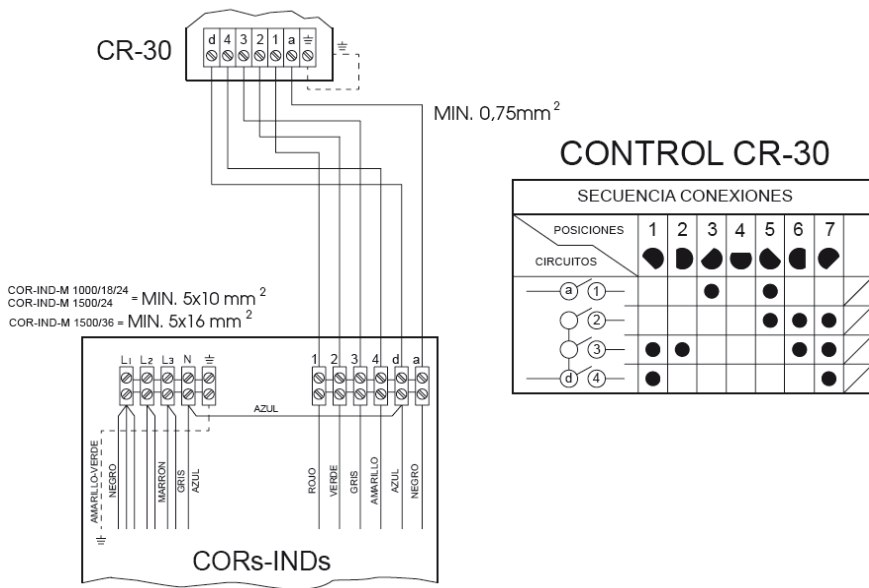 CR-30
d 4 3 2 1 a
MIN. 0,75mm²
CONTROL CR-30
SECUENCIA CONEXIONES
POSICIONES 1 2 3 4 5 6 7
CIRCUITOS
a 1
2
3
d 4
COR-IND-M 1000/18/24
COR-IND-M 1500/24
= MIN. 5x10 mm²
COR-IND-M 1500/36 = MIN. 5x16 mm²
L1 L2 L3 N
1 2 3 4 d a
AZUL
AMARILLO-VERDE
NEGRO
MARRON
GRIS
AZUL
ROJO
VERDE
GRIS
AMARILLO
AZUL
NEGRO
CORs-INDs